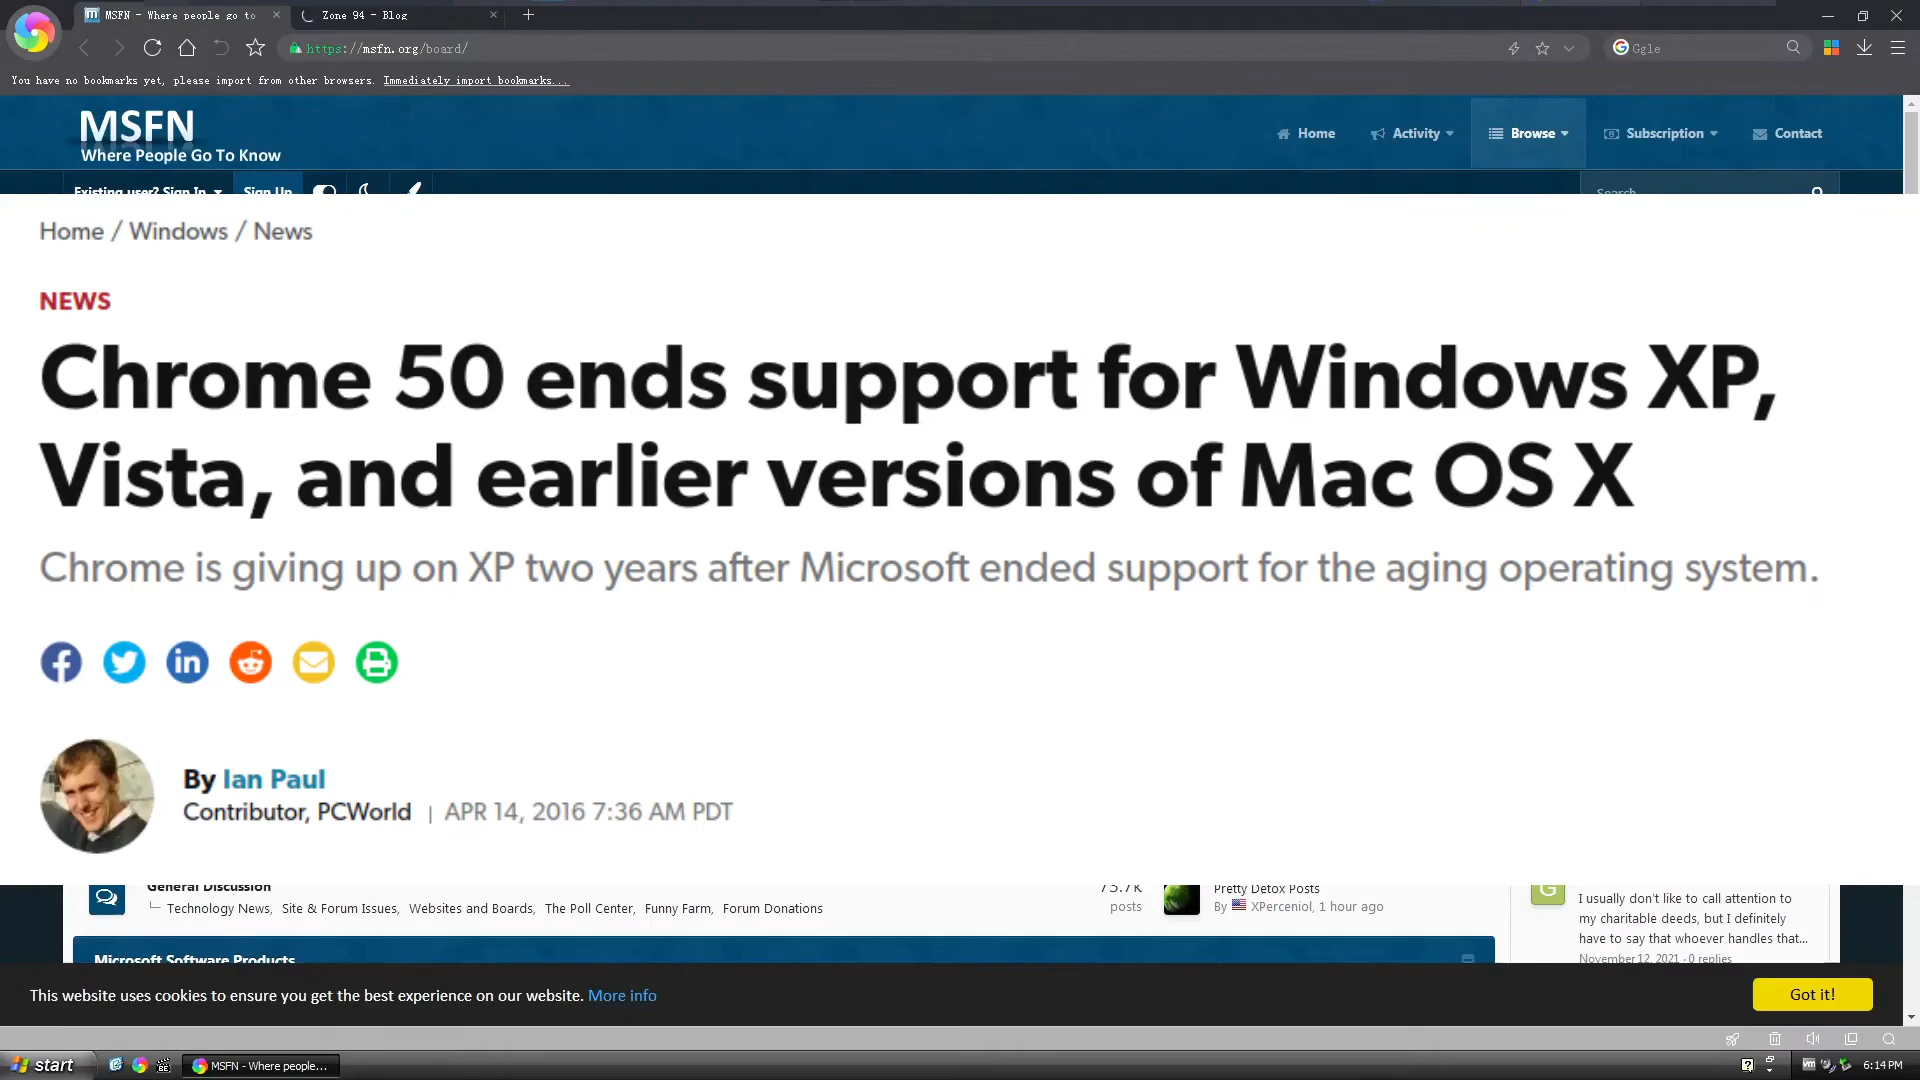 MSFN - Where people go to
Zone 94 - Blog
https://msfn.org/board/
Ggle
You have no bookmarks yet, please import from other browsers. Immediately import bookmarks...
MSFN
Where People Go To Know
Home
Activity
Browse
Subscription
Contact
Existing user? Sign In
Sign Up
Search
Home / Windows / News
NEWS
Chrome 50 ends support for Windows XP,
Vista, and earlier versions of Mac OS X
Chrome is giving up on XP two years after Microsoft ended support for the aging operating system.
By Ian Paul
Contributor, PCWorld | APR 14, 2016 7:36 AM PDT
General Discussion
Technology News, Site & Forum Issues, Websites and Boards, The Poll Center, Funny Farm, Forum Donations
73.7k
posts
Pretty Detox Posts
By XPerceniol, 1 hour ago
G
I usually don't like to call attention to
my charitable deeds, but I definitely
have to say that whoever handles that...
November 12, 2021 · 0 replies
Microsoft Software Products
This website uses cookies to ensure you get the best experience on our website. More info
Got it!
start
MSFN - Where people...
6:14 PM